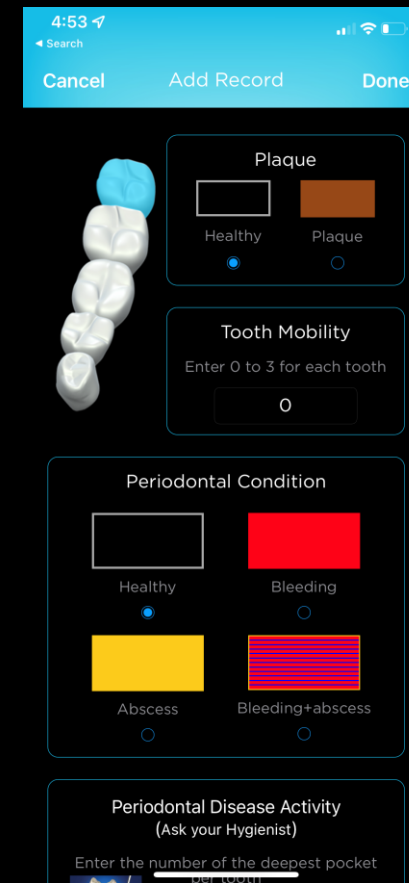 4:53
◄ Search
Cancel Add Record Done
Plaque
Healthy Plaque
Tooth Mobility
Enter 0 to 3 for each tooth
0
Periodontal Condition
Healthy Bleeding
Abscess Bleeding+abscess
Periodontal Disease Activity
(Ask your Hygienist)
Enter the number of the deepest pocket
per tooth